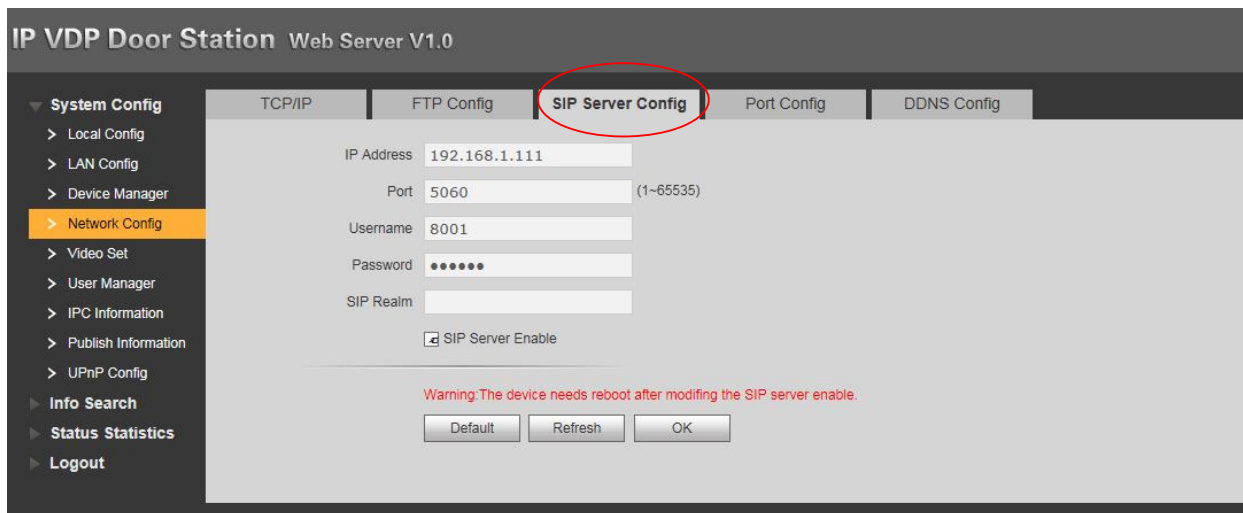 IP VDP Door Station Web Server V1.0
System Config
Local Config
LAN Config
Device Manager
Network Config
Video Set
User Manager
IPC Information
Publish Information
UPnP Config
Info Search
Status Statistics
Logout
TCP/IP FTP Config SIP Server Config Port Config DDNS Config
IP Address 192.168.1.111
Port 5060 (1~65535)
Username 8001
Password ●●●●●●
SIP Realm
SIP Server Enable
Warning:The device needs reboot after modifing the SIP server enable.
Default Refresh OK